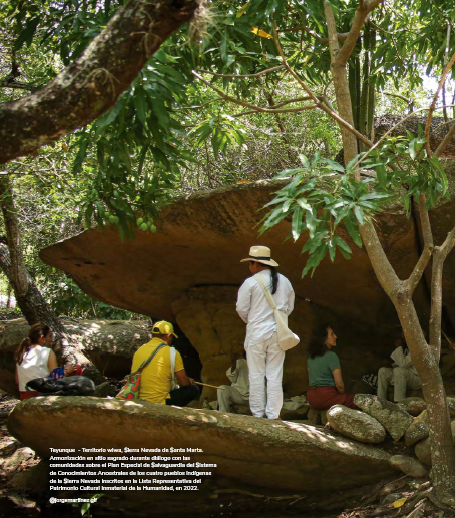 Teyunque - Territorio wiwa, Sierra Nevada de Santa Marta.
Armonización en sitio sagrado durante diálogo con las
comunidades sobre el Plan Especial de Salvaguardia del Sistema
de Conocimientos Ancestrales de los cuatro pueblos indígenas
de la Sierra Nevada inscritos en la Lista Representativa del
Patrimonio Cultural Inmaterial de la Humanidad, en 2022.
@jorgemartinez.gd